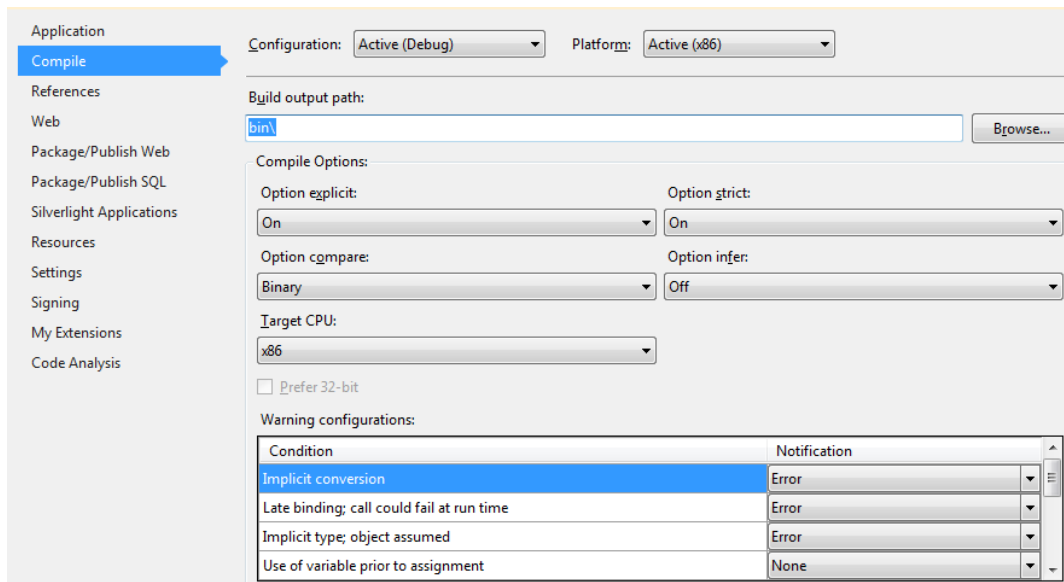 Application
Compile
References
Web
Package/Publish Web
Package/Publish SQL
Silverlight Applications
Resources
Settings
Signing
My Extensions
Code Analysis
Configuration: Active (Debug) Platform: Active (x86)
Build output path:
bin\ Browse...
Compile Options:
Option explicit: Option strict:
On On
Option compare: Option infer:
Binary Off
Target CPU:
x86
Prefer 32-bit
Warning configurations:
Condition Notification
Implicit conversion Error
Late binding; call could fail at run time Error
Implicit type; object assumed Error
Use of variable prior to assignment None